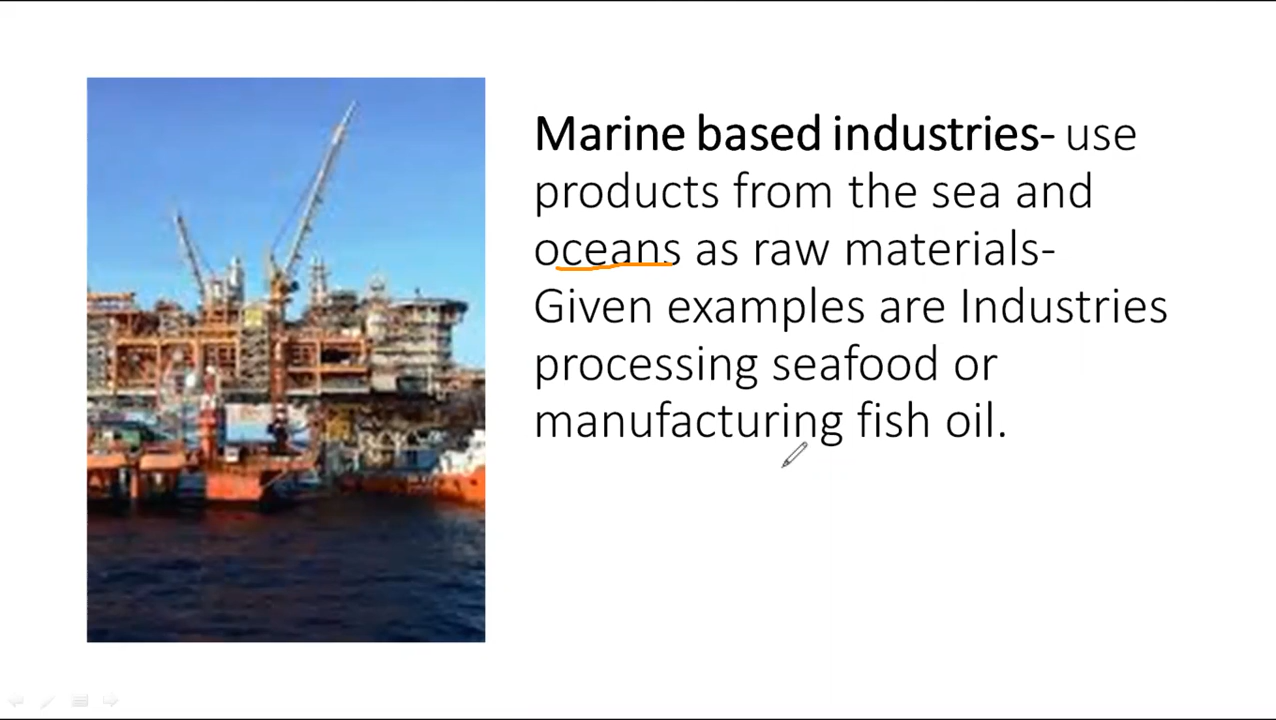 Marine based industries- use
products from the sea and
oceans as raw materials-
Given examples are Industries
processing seafood or
manufacturing fish oil.